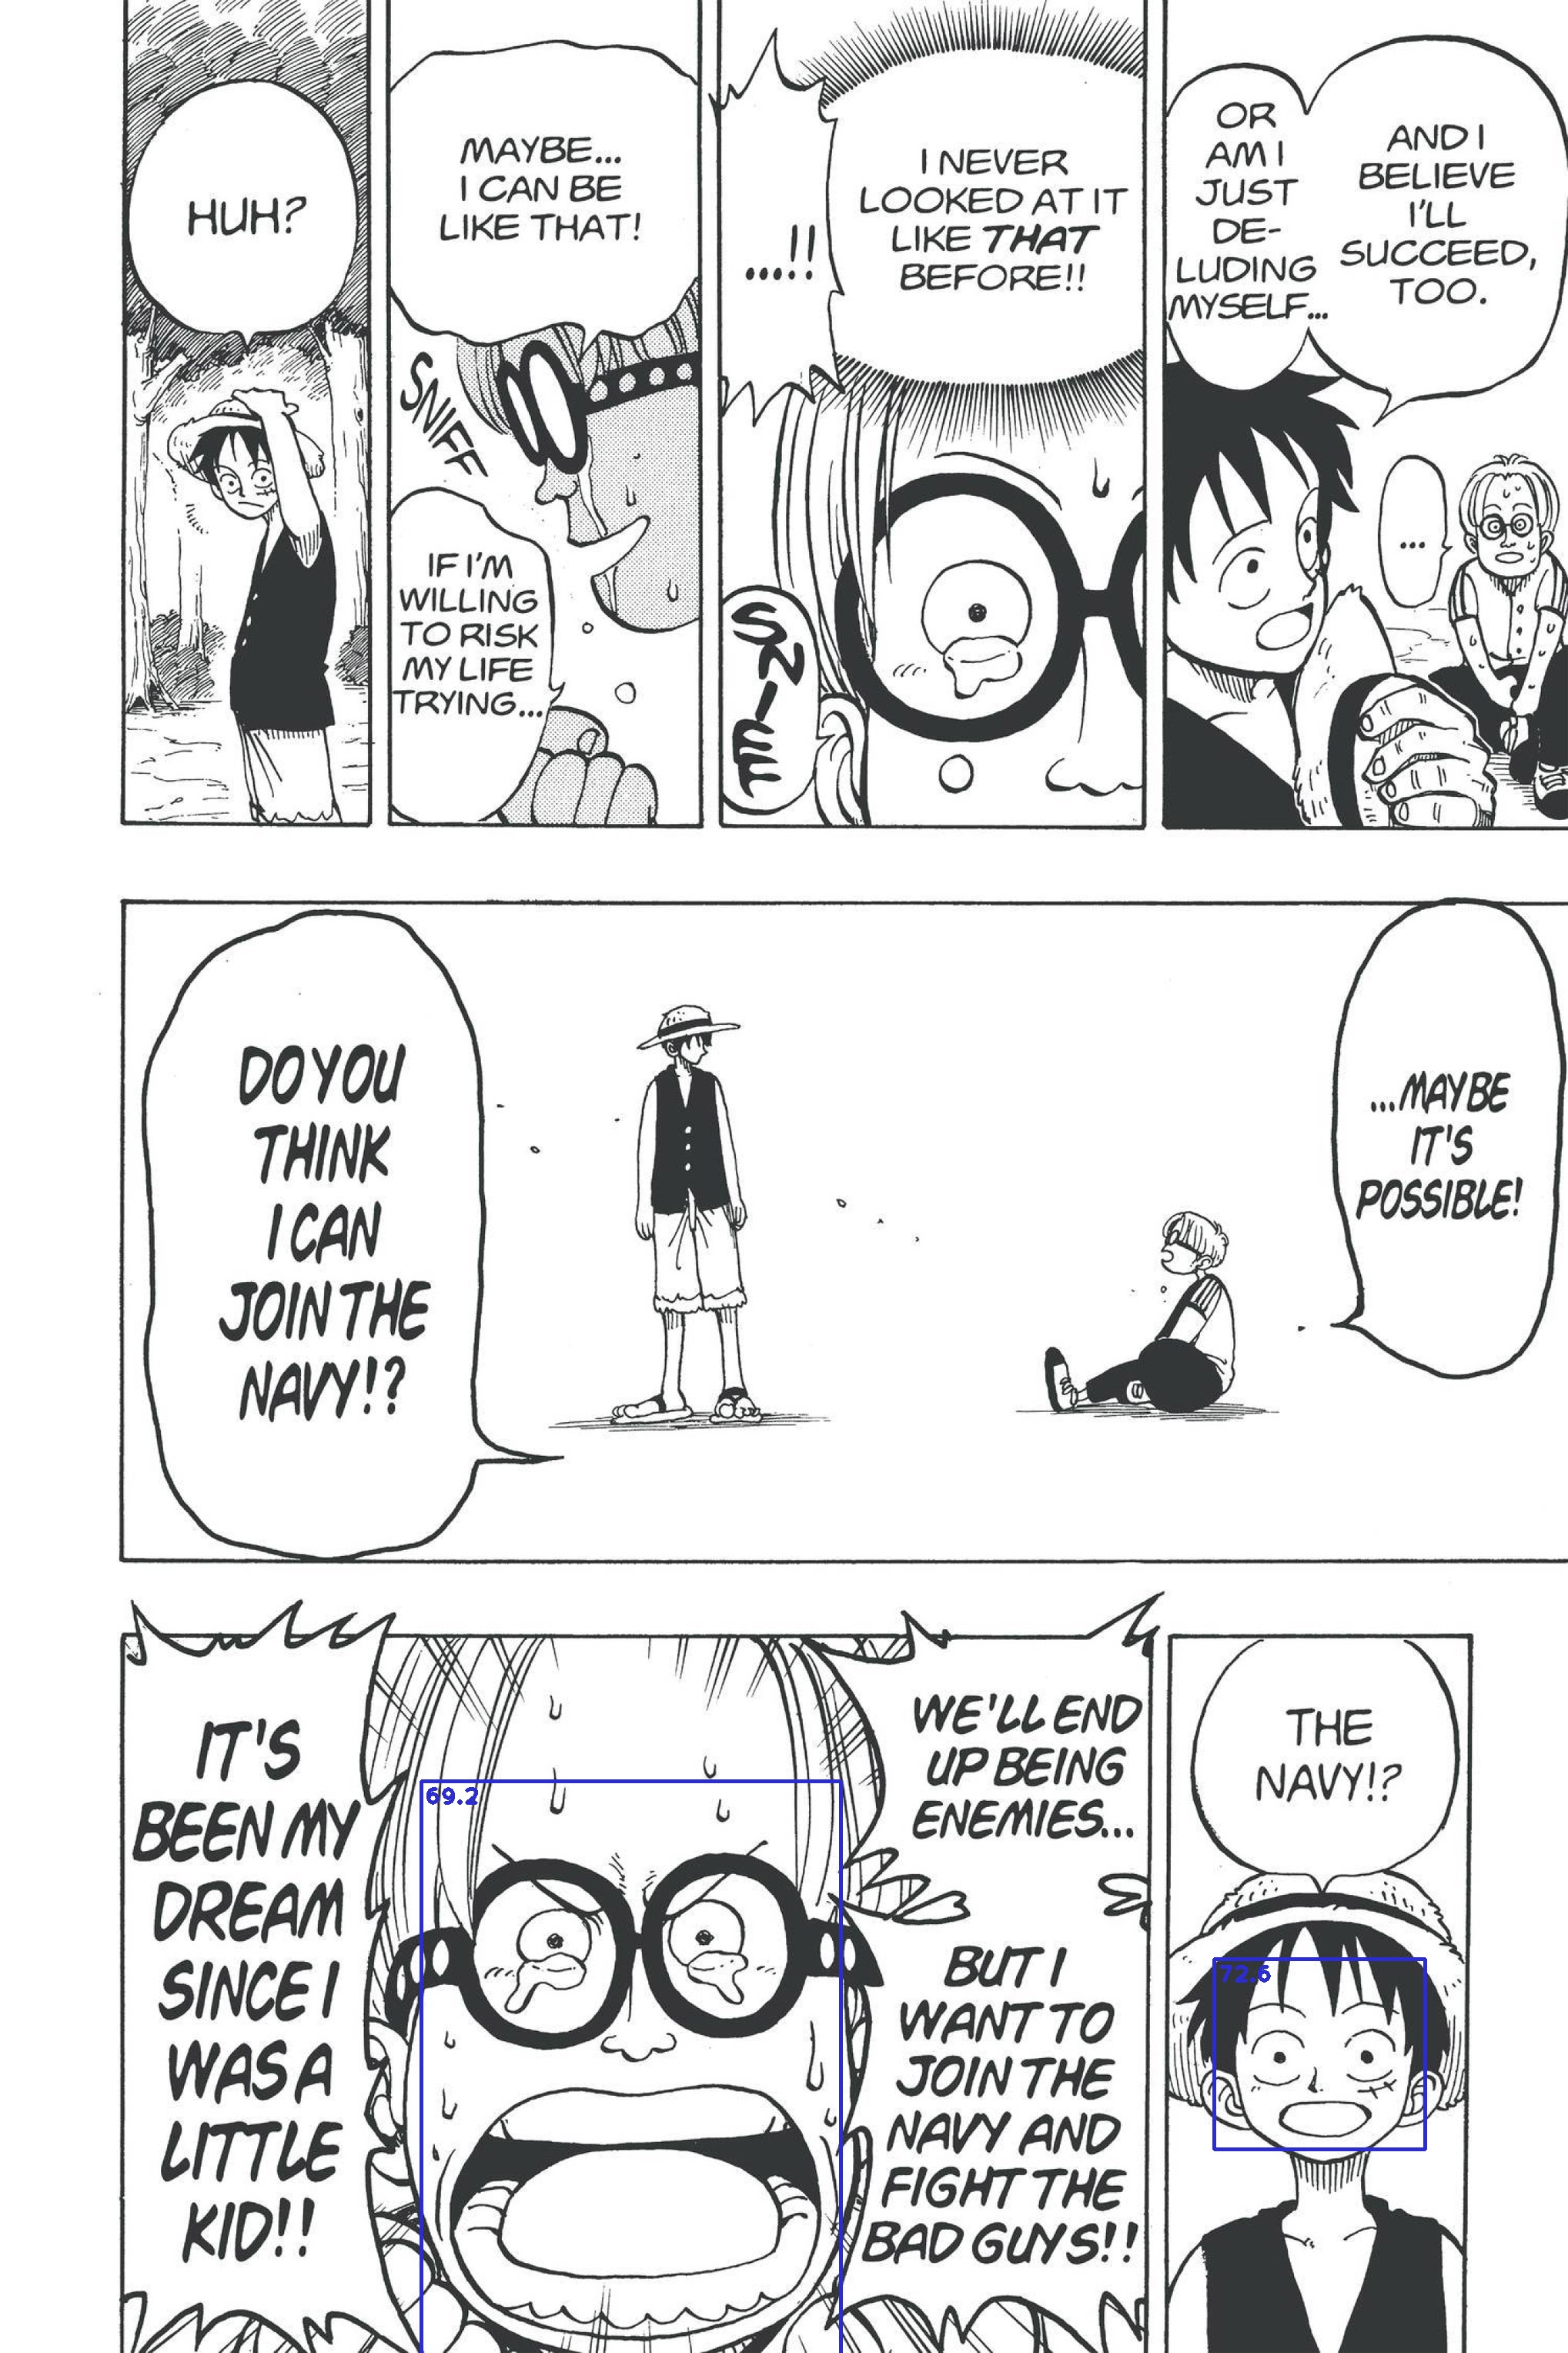 AND I
BELIEVE
I'LL
SUCCEED,
TOO.
OR
AM I
JUST
DE-
LUDING
MYSELF...
...
I NEVER
LOOKED AT IT
LIKE THAT
BEFORE!!
...!!
SNIFF
MAYBE...
I CAN BE
LIKE THAT!
SNIFF
IF I'M
WILLING
TO RISK
MY LIFE
TRYING...
HUH?
...MAYBE
IT'S
POSSIBLE!
DO YOU
THINK
I CAN
JOIN THE
NAVY!?
THE
NAVY!?
72.6
WE'LL END
UP BEING
ENEMIES...
BUT I
WANT TO
JOIN THE
NAVY AND
FIGHT THE
BAD GUYS!!
69.2
IT'S
BEEN MY
DREAM
SINCE I
WAS A
LITTLE
KID!!